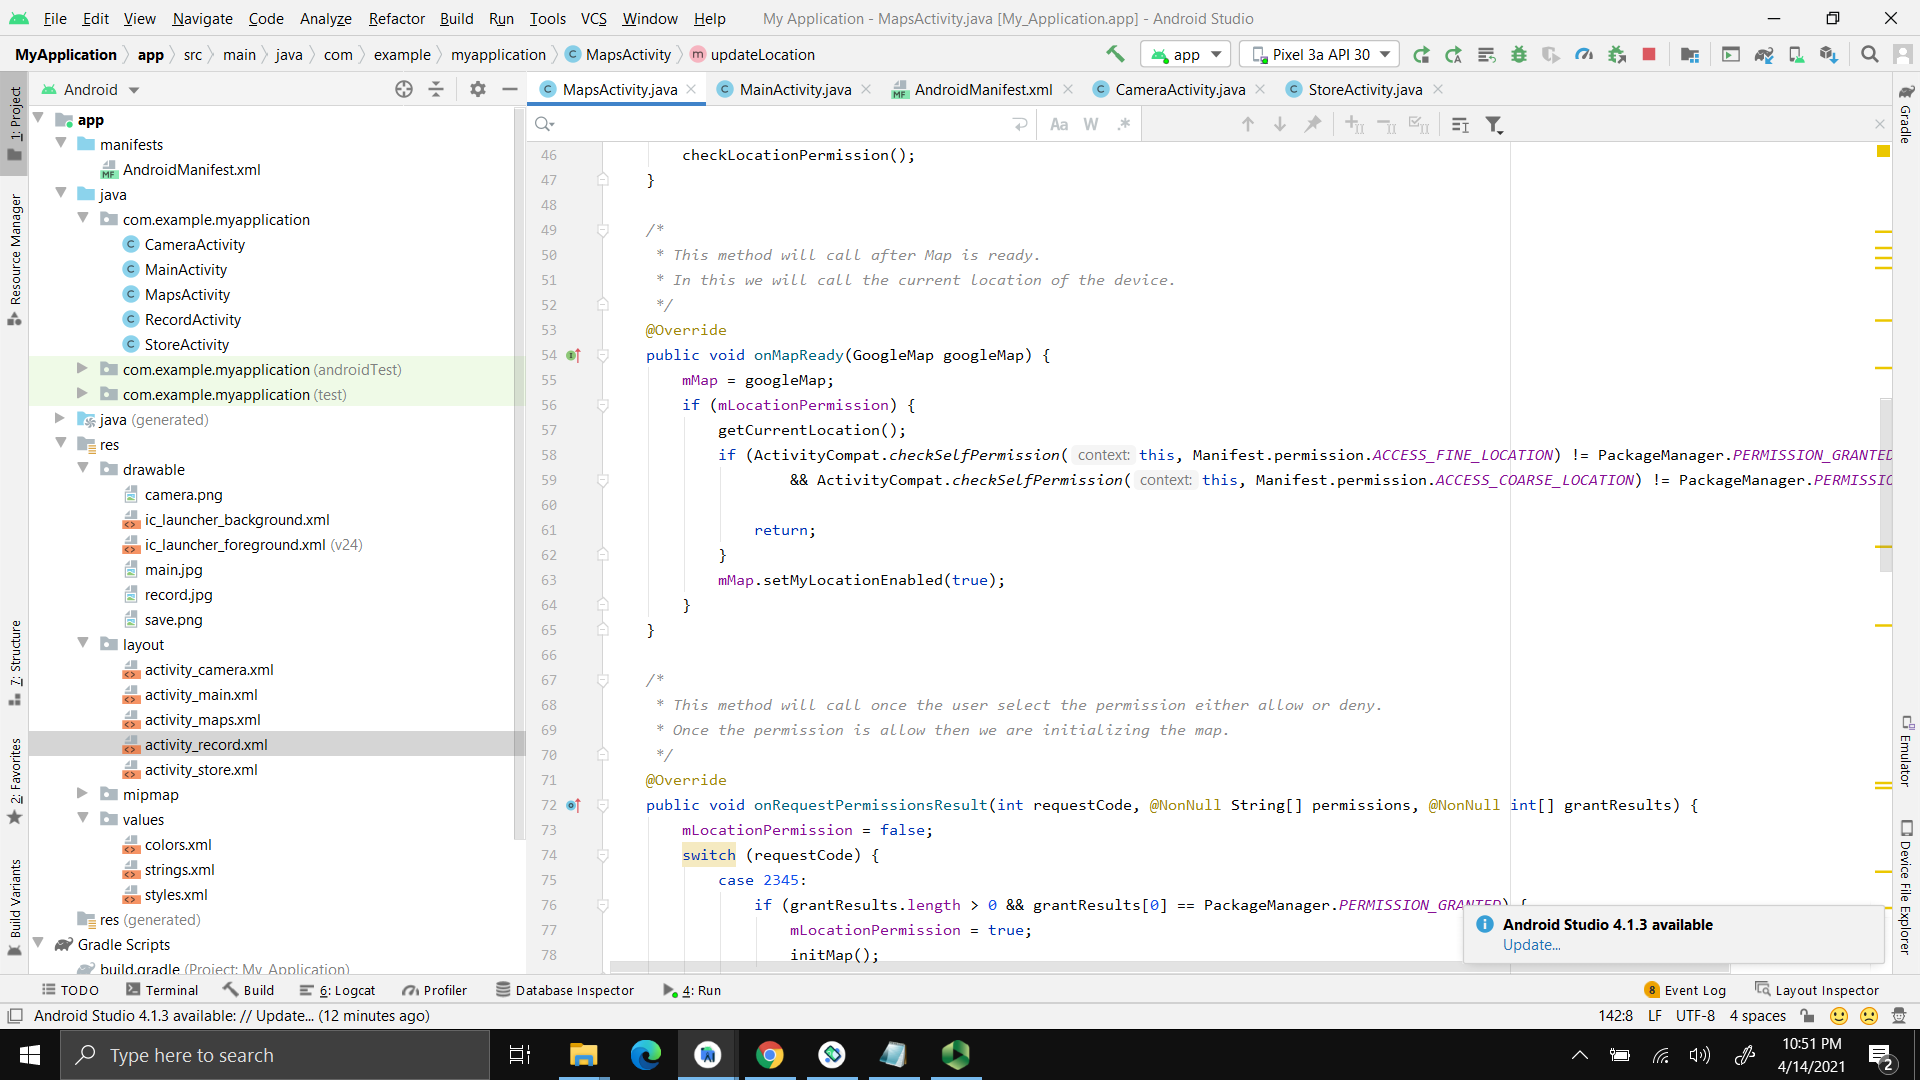 File Edit View Navigate Code Analyze Refactor Build Run Tools VCS Window Help My Application - MapsActivity.java [My_Application.app] - Android Studio
MyApplication app src main java com example myapplication MapsActivity updateLocation app Pixel 3a API 30
Android
MapsActivity.java MainActivity.java AndroidManifest.xml CameraActivity.java StoreActivity.java
Aa W .*
1: Project
Resource Manager
7: Structure
2: Favorites
Build Variants
app
manifests
AndroidManifest.xml
java
com.example.myapplication
CameraActivity
MainActivity
MapsActivity
RecordActivity
StoreActivity
com.example.myapplication (androidTest)
com.example.myapplication (test)
java (generated)
res
drawable
camera.png
ic_launcher_background.xml
ic_launcher_foreground.xml (v24)
main.jpg
record.jpg
save.png
layout
activity_camera.xml
activity_main.xml
activity_maps.xml
activity_record.xml
activity_store.xml
mipmap
values
colors.xml
strings.xml
styles.xml
res (generated)
Gradle Scripts
build.gradle (Project: My_Application)
46 checkLocationPermission();
47 }
48
49 /*
50 * This method will call after Map is ready.
51 * In this we will call the current location of the device.
52 */
53 @Override
54 public void onMapReady(GoogleMap googleMap) {
55 mMap = googleMap;
56 if (mLocationPermission) {
57 getCurrentLocation();
58 if (ActivityCompat.checkSelfPermission( context: this, Manifest.permission.ACCESS_FINE_LOCATION) != PackageManager.PERMISSION_GRANTED
59 && ActivityCompat.checkSelfPermission( context: this, Manifest.permission.ACCESS_COARSE_LOCATION) != PackageManager.PERMISSIO
60
61 return;
62 }
63 mMap.setMyLocationEnabled(true);
64 }
65 }
66
67 /*
68 * This method will call once the user select the permission either allow or deny.
69 * Once the permission is allow then we are initializing the map.
70 */
71 @Override
72 public void onRequestPermissionsResult(int requestCode, @NonNull String[] permissions, @NonNull int[] grantResults) {
73 mLocationPermission = false;
74 switch (requestCode) {
75 case 2345:
76 if (grantResults.length > 0 && grantResults[0] == PackageManager.PERMISSION_GRANTED) {
77 mLocationPermission = true;
78 initMap();
Gradle
Emulator
Device File Explorer
Android Studio 4.1.3 available
Update...
TODO Terminal Build 6: Logcat Profiler Database Inspector 4: Run 8 Event Log Layout Inspector
Android Studio 4.1.3 available: // Update... (12 minutes ago) 142:8 LF UTF-8 4 spaces
Type here to search
10:51 PM
4/14/2021
2